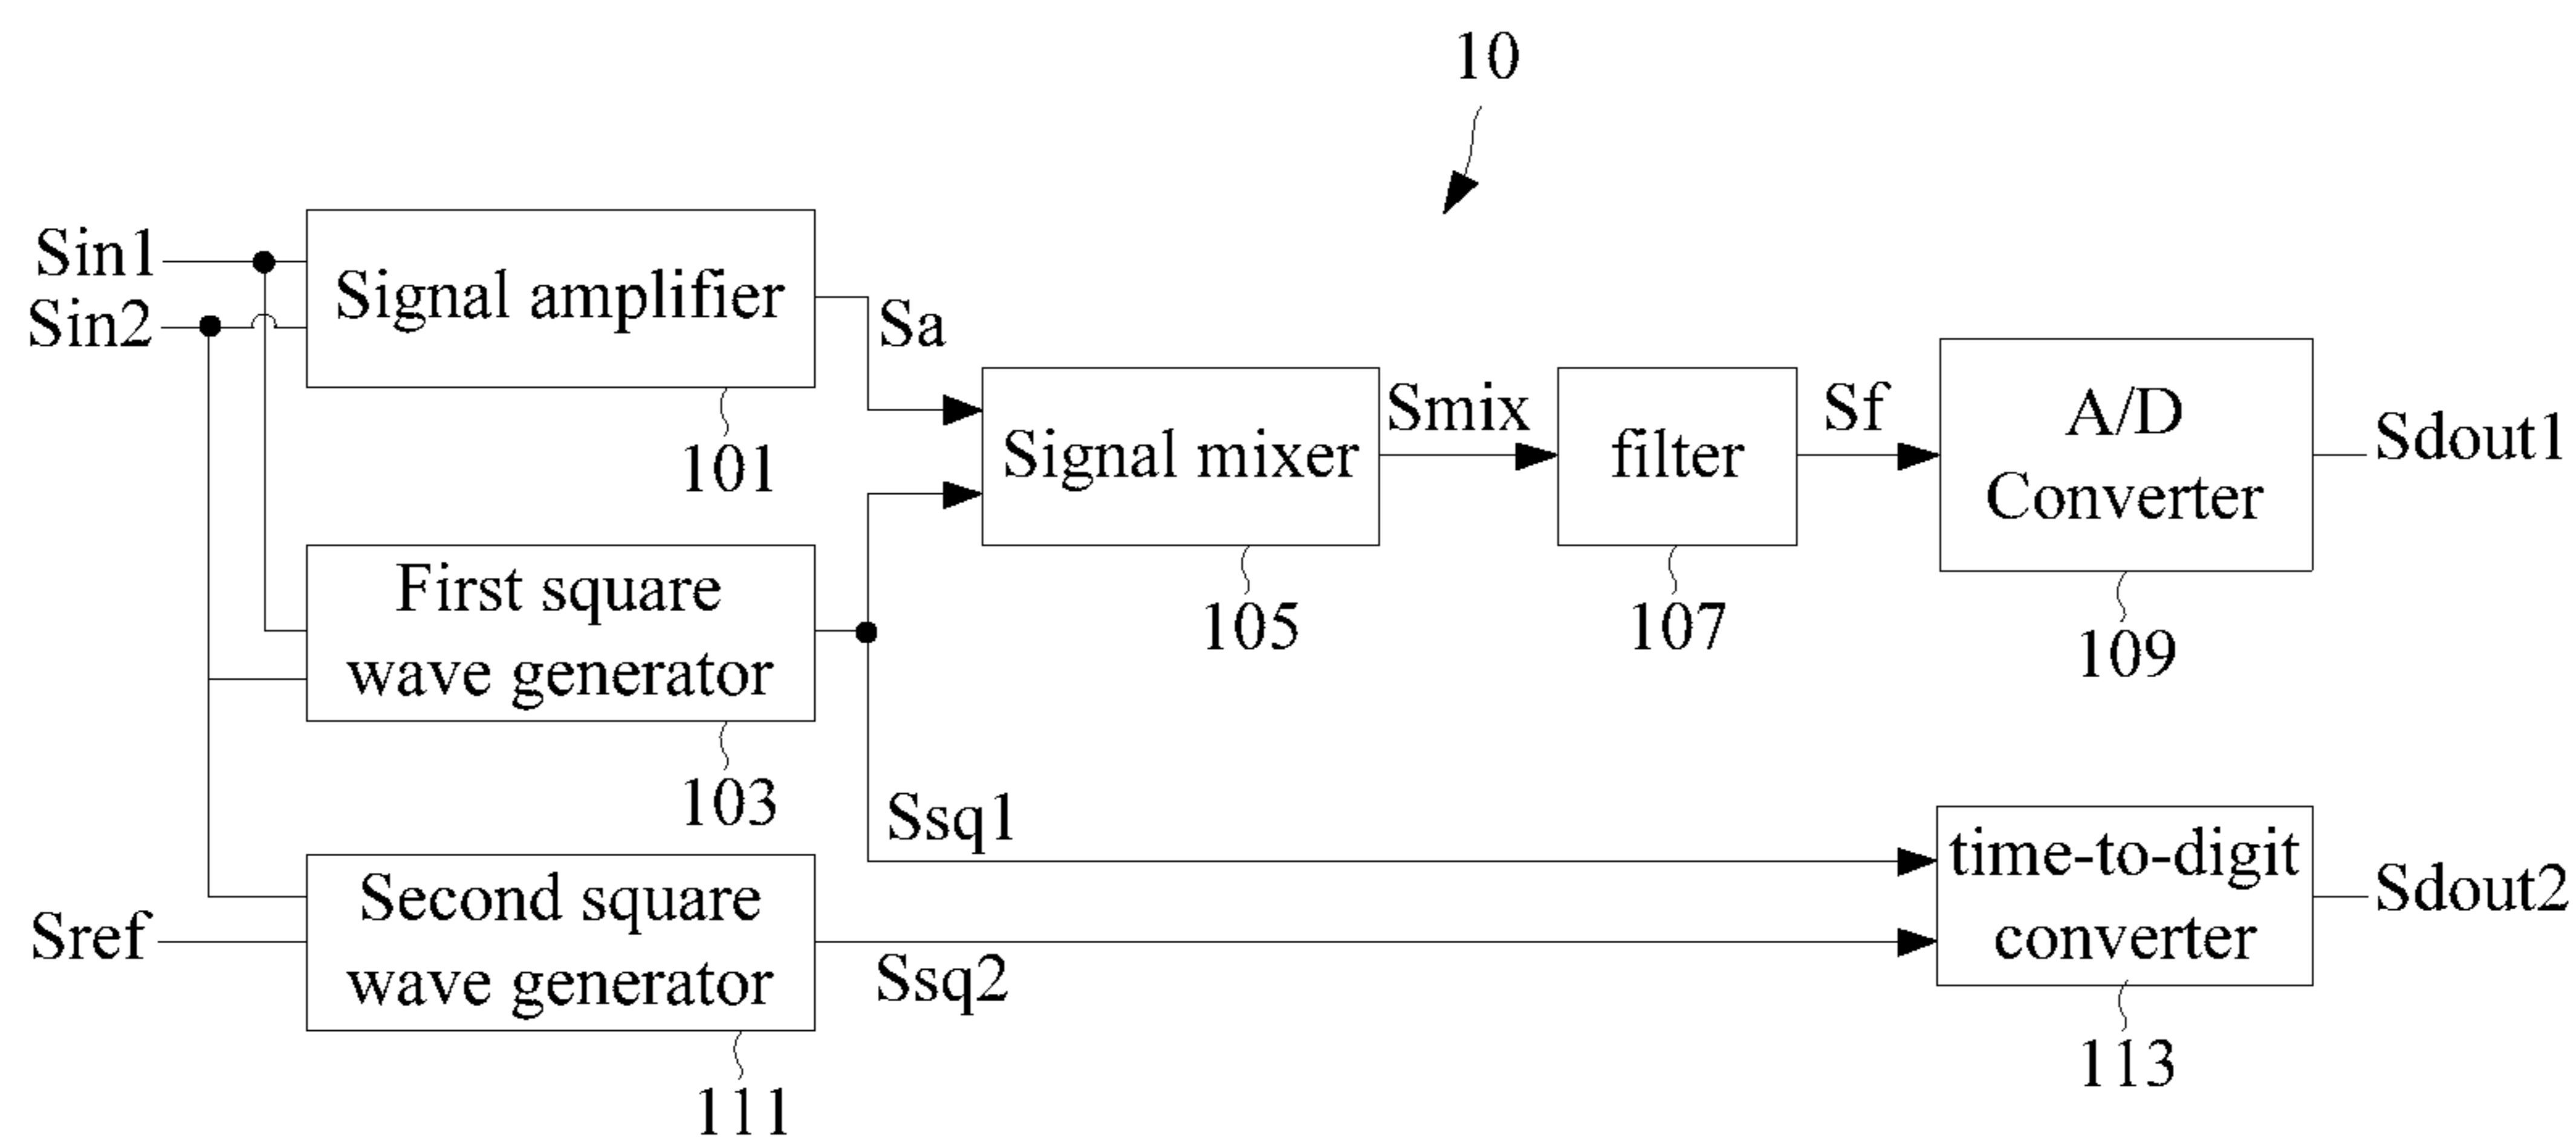 10
Sin1
Sin2
Signal amplifier
101
Sa
Signal mixer
105
Smix
filter
107
Sf
A/D
Converter
109
Sdout1
First square
wave generator
103
Ssq1
Sref
Second square
wave generator
111
Ssq2
time-to-digit
converter
113
Sdout2